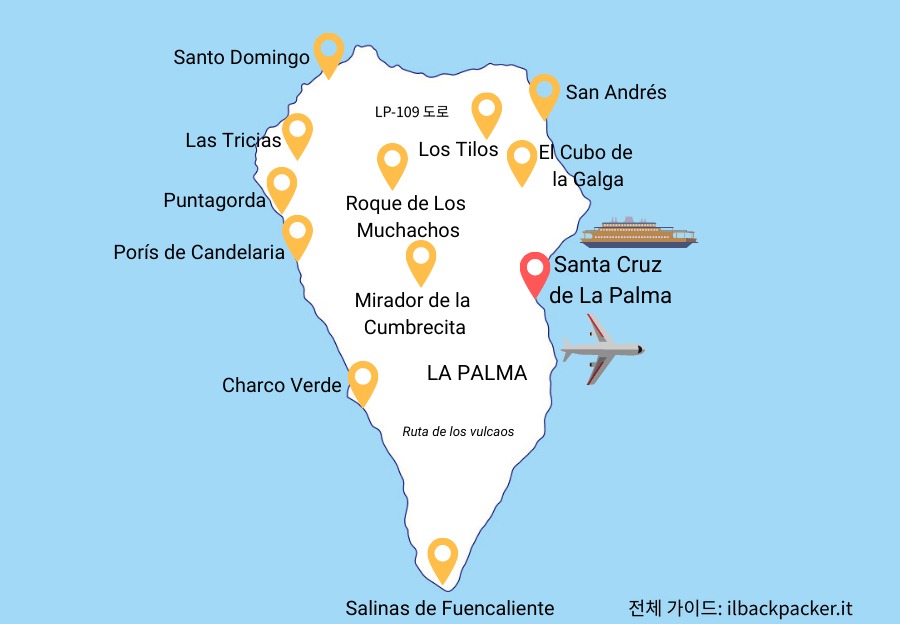 Santo Domingo
San Andrés
LP-109 도로
Las Tricias
Los Tilos
El Cubo de
la Galga
Puntagorda
Roque de Los
Muchachos
Porís de Candelaria
Santa Cruz
de La Palma
Mirador de la
Cumbrecita
LA PALMA
Charco Verde
Ruta de los vulcaos
Salinas de Fuencaliente
전체 가이드: ilbackpacker.it